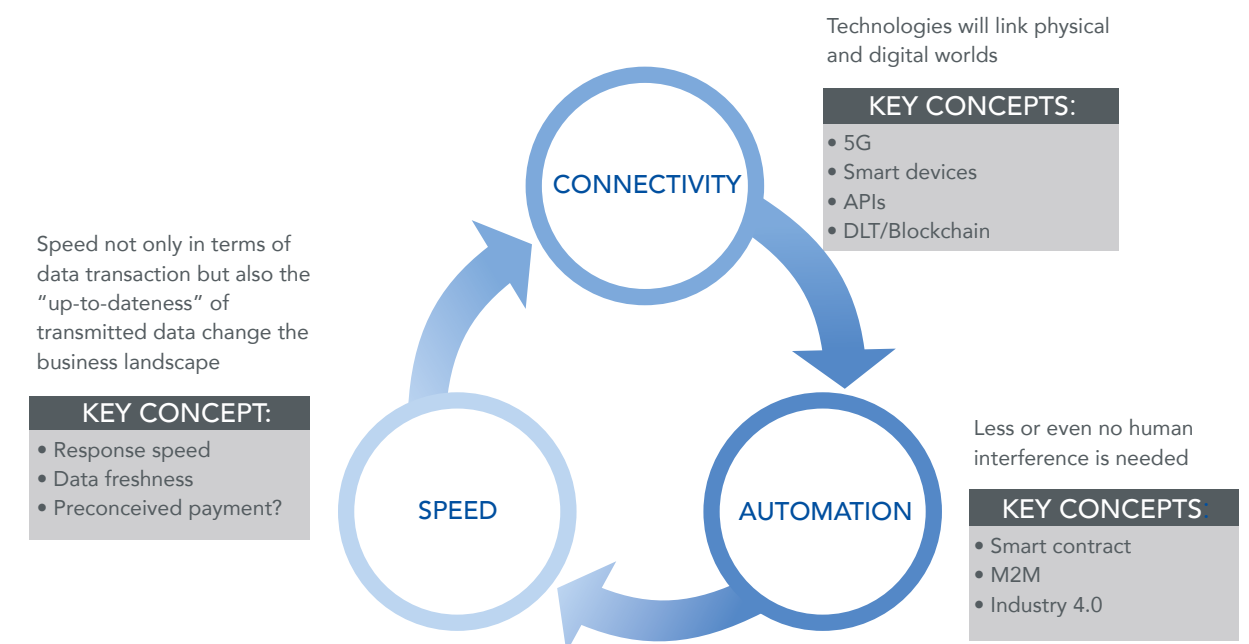 Technologies will link physical
and digital worlds
KEY CONCEPTS:
• 5G
• Smart devices
• APIs
• DLT/Blockchain
CONNECTIVITY
Speed not only in terms of
data transaction but also the
“up-to-dateness” of
transmitted data change the
business landscape
KEY CONCEPT:
• Response speed
• Data freshness
• Preconceived payment?
SPEED
AUTOMATION
Less or even no human
interference is needed
KEY CONCEPTS:
• Smart contract
• M2M
• Industry 4.0